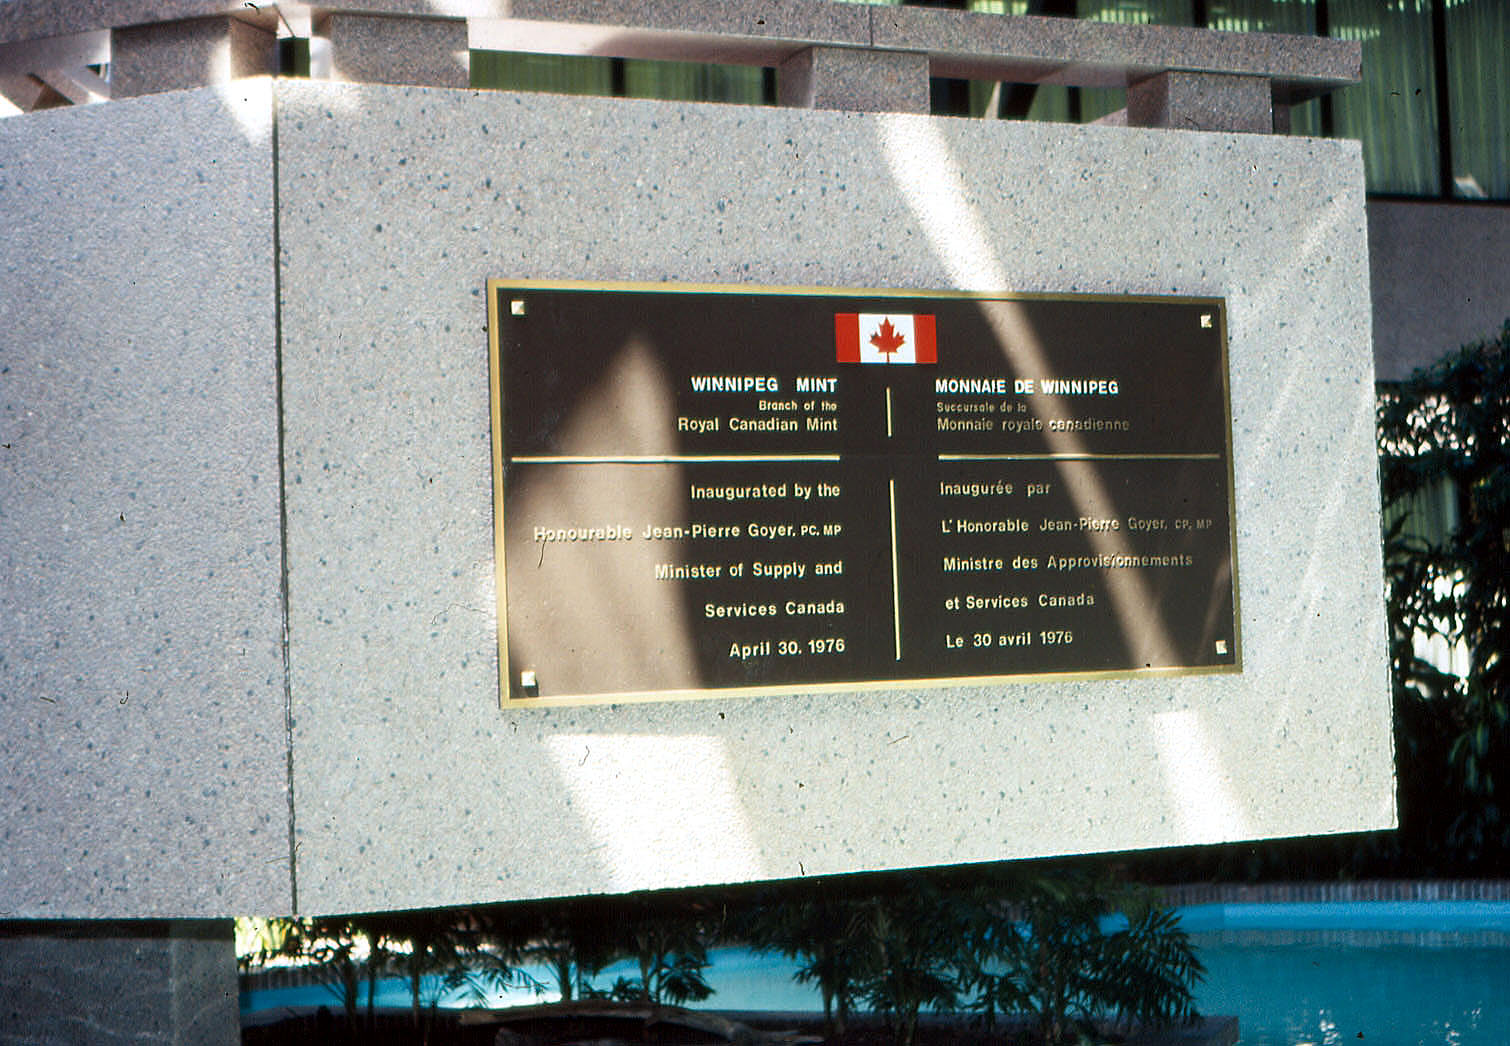 WINNIPEG MINT
Branch of the
Royal Canadian Mint
Inaugurated by the
Honourable Jean-Pierre Goyer, PC, MP
Minister of Supply and
Services Canada
April 30, 1976
MONNAIE DE WINNIPEG
Succursale de la
Monnaie royale canadienne
Inaugurée par
L'Honorable Jean-Pierre Goyer, CP, MP
Ministre des Approvisionnements
et Services Canada
Le 30 avril 1976